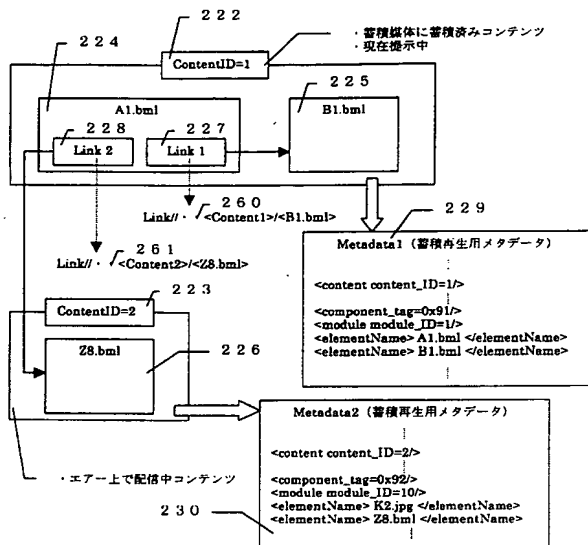 ２２２
２２４
・蓄積媒体に蓄積済みコンテンツ
・現在提示中
ContentID=1
２２５
A1.bml
B1.bml
２２８
２２７
Link 2
Link 1
２６０
Link//・<Content1>/<B1.bml>
２２９
２６１
Link//・<Content2>/<Z8.bml>
Metadata1（蓄積再生用メタデータ）
<content content_ID=1/>
<component_tag=0x91/>
<module module_ID=1/>
<elementName> A1.bml </elementName>
<elementName> B1.bml </elementName>
２２３
ContentID=2
Z8.bml
２２６
Metadata2（蓄積再生用メタデータ）
<content content_ID=2/>
<component_tag=0x92/>
<module module_ID=10/>
<elementName> K2.jpg </elementName>
<elementName> Z8.bml </elementName>
・エアー上で配信中コンテンツ
２３０